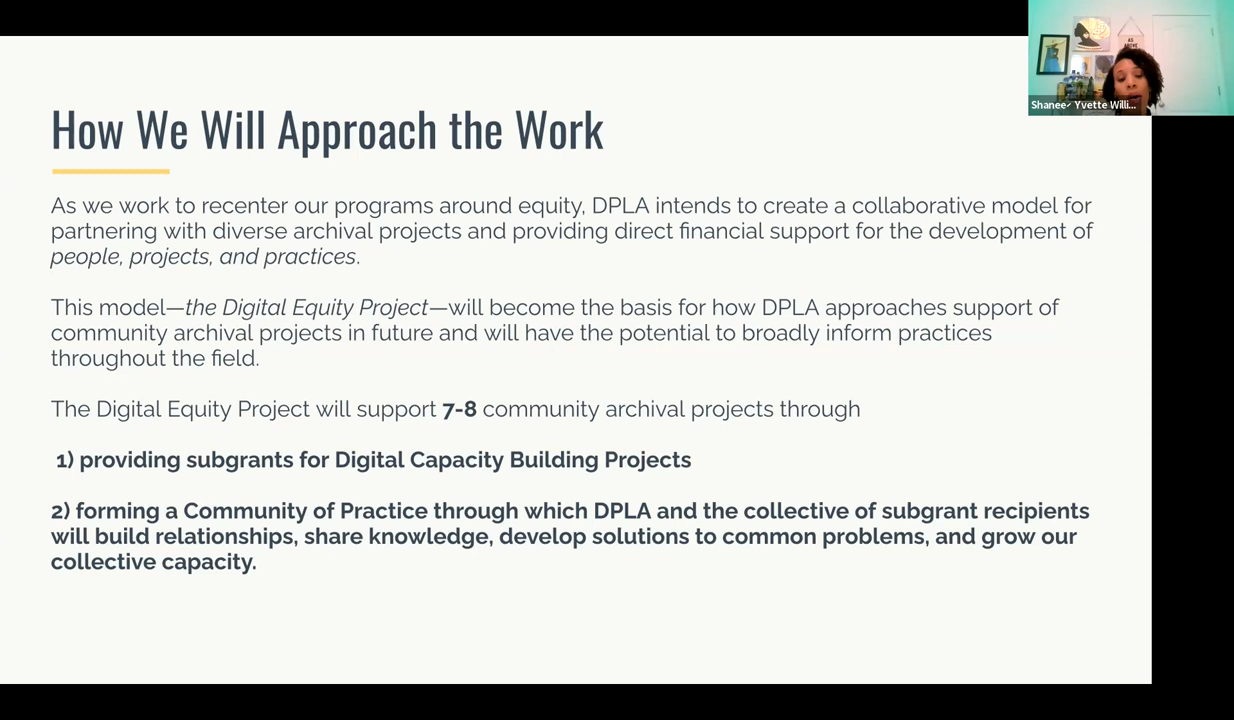 How We Will Approach the Work
As we work to recenter our programs around equity, DPLA intends to create a collaborative model for
partnering with diverse archival projects and providing direct financial support for the development of
people, projects, and practices.
This model—the Digital Equity Project—will become the basis for how DPLA approaches support of
community archival projects in future and will have the potential to broadly inform practices
throughout the field.
The Digital Equity Project will support 7-8 community archival projects through
1) providing subgrants for Digital Capacity Building Projects
2) forming a Community of Practice through which DPLA and the collective of subgrant recipients
will build relationships, share knowledge, develop solutions to common problems, and grow our
collective capacity.
AS
ABOVE
Shanee' Yvette Willi...